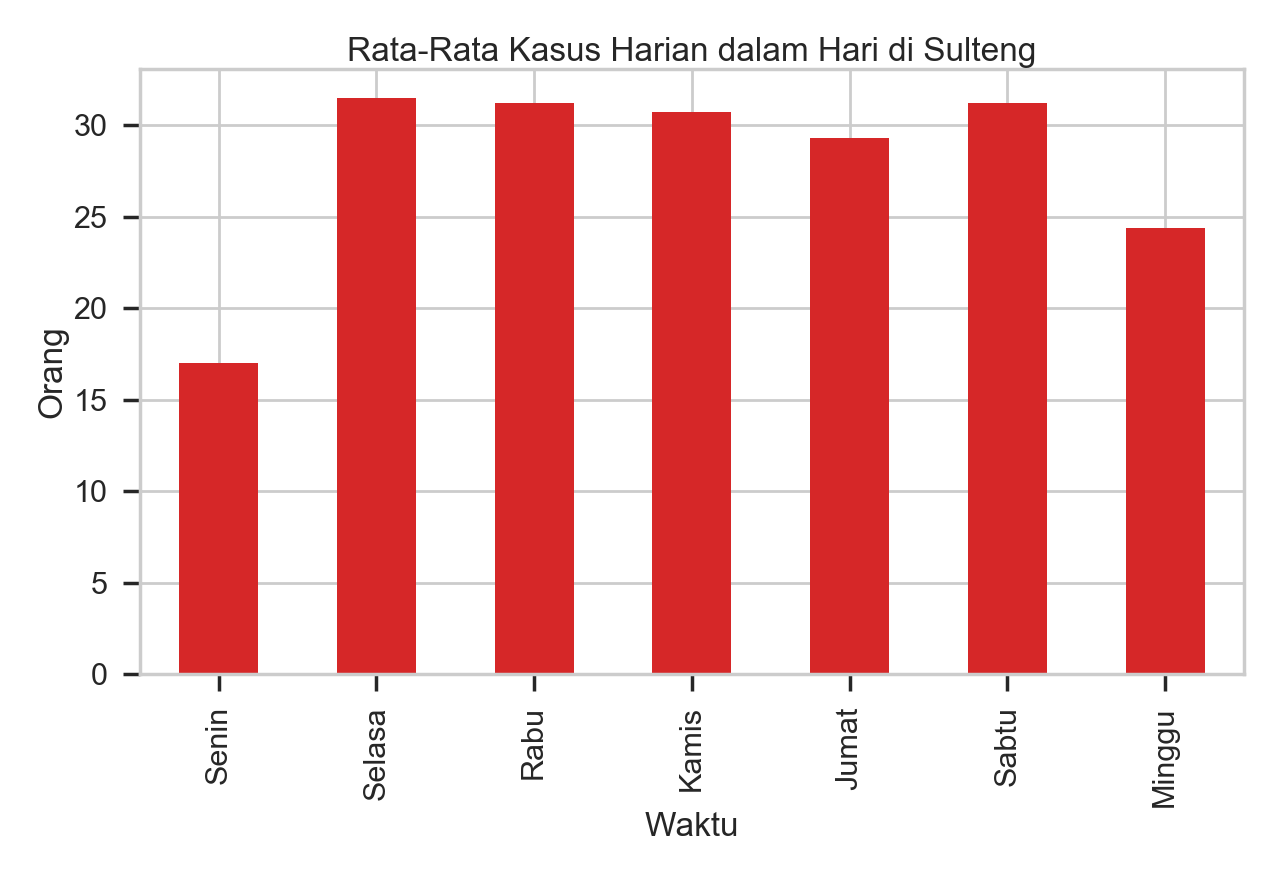 Rata-Rata Kasus Harian dalam Hari di Sulteng
30
25
20
15
10
5
0
Orang
Senin
Selasa
Rabu
Kamis
Jumat
Sabtu
Minggu
Waktu